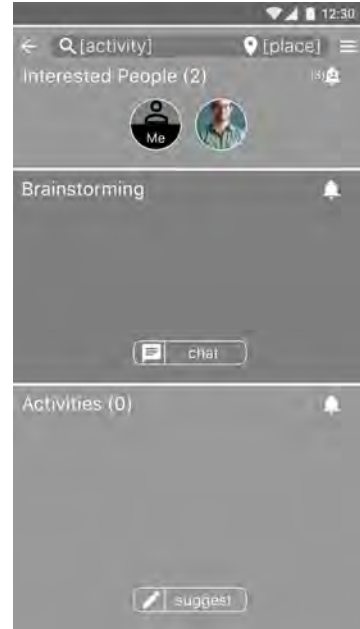 12:30
[activity] [place]
Interested People (2)
Me
Brainstorming
chat
Activities (0)
suggest